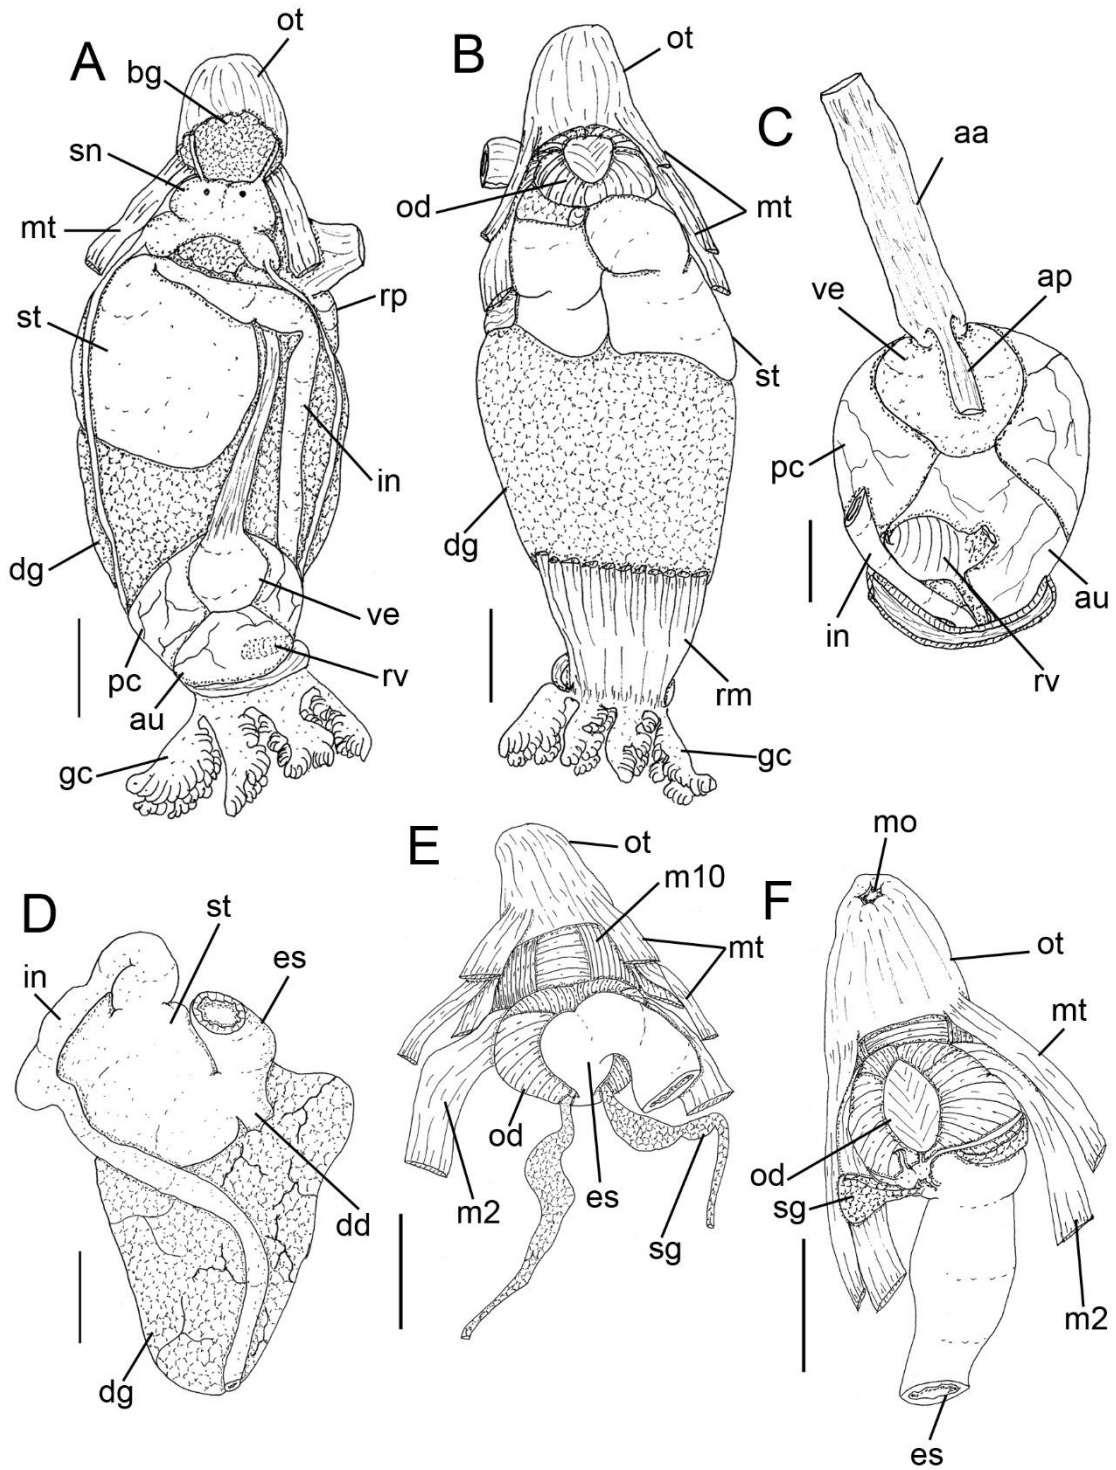 A
ot
bg
sn
mt
st
rp
in
dg
ve
pc
au
rv
gc
B
ot
od
mt
st
dg
rm
gc
C
aa
ve
ap
pc
in
au
rv
D
st
in
es
dd
dg
E
ot
m10
mt
od
m2
es
sg
F
mo
ot
mt
od
sg
m2
es